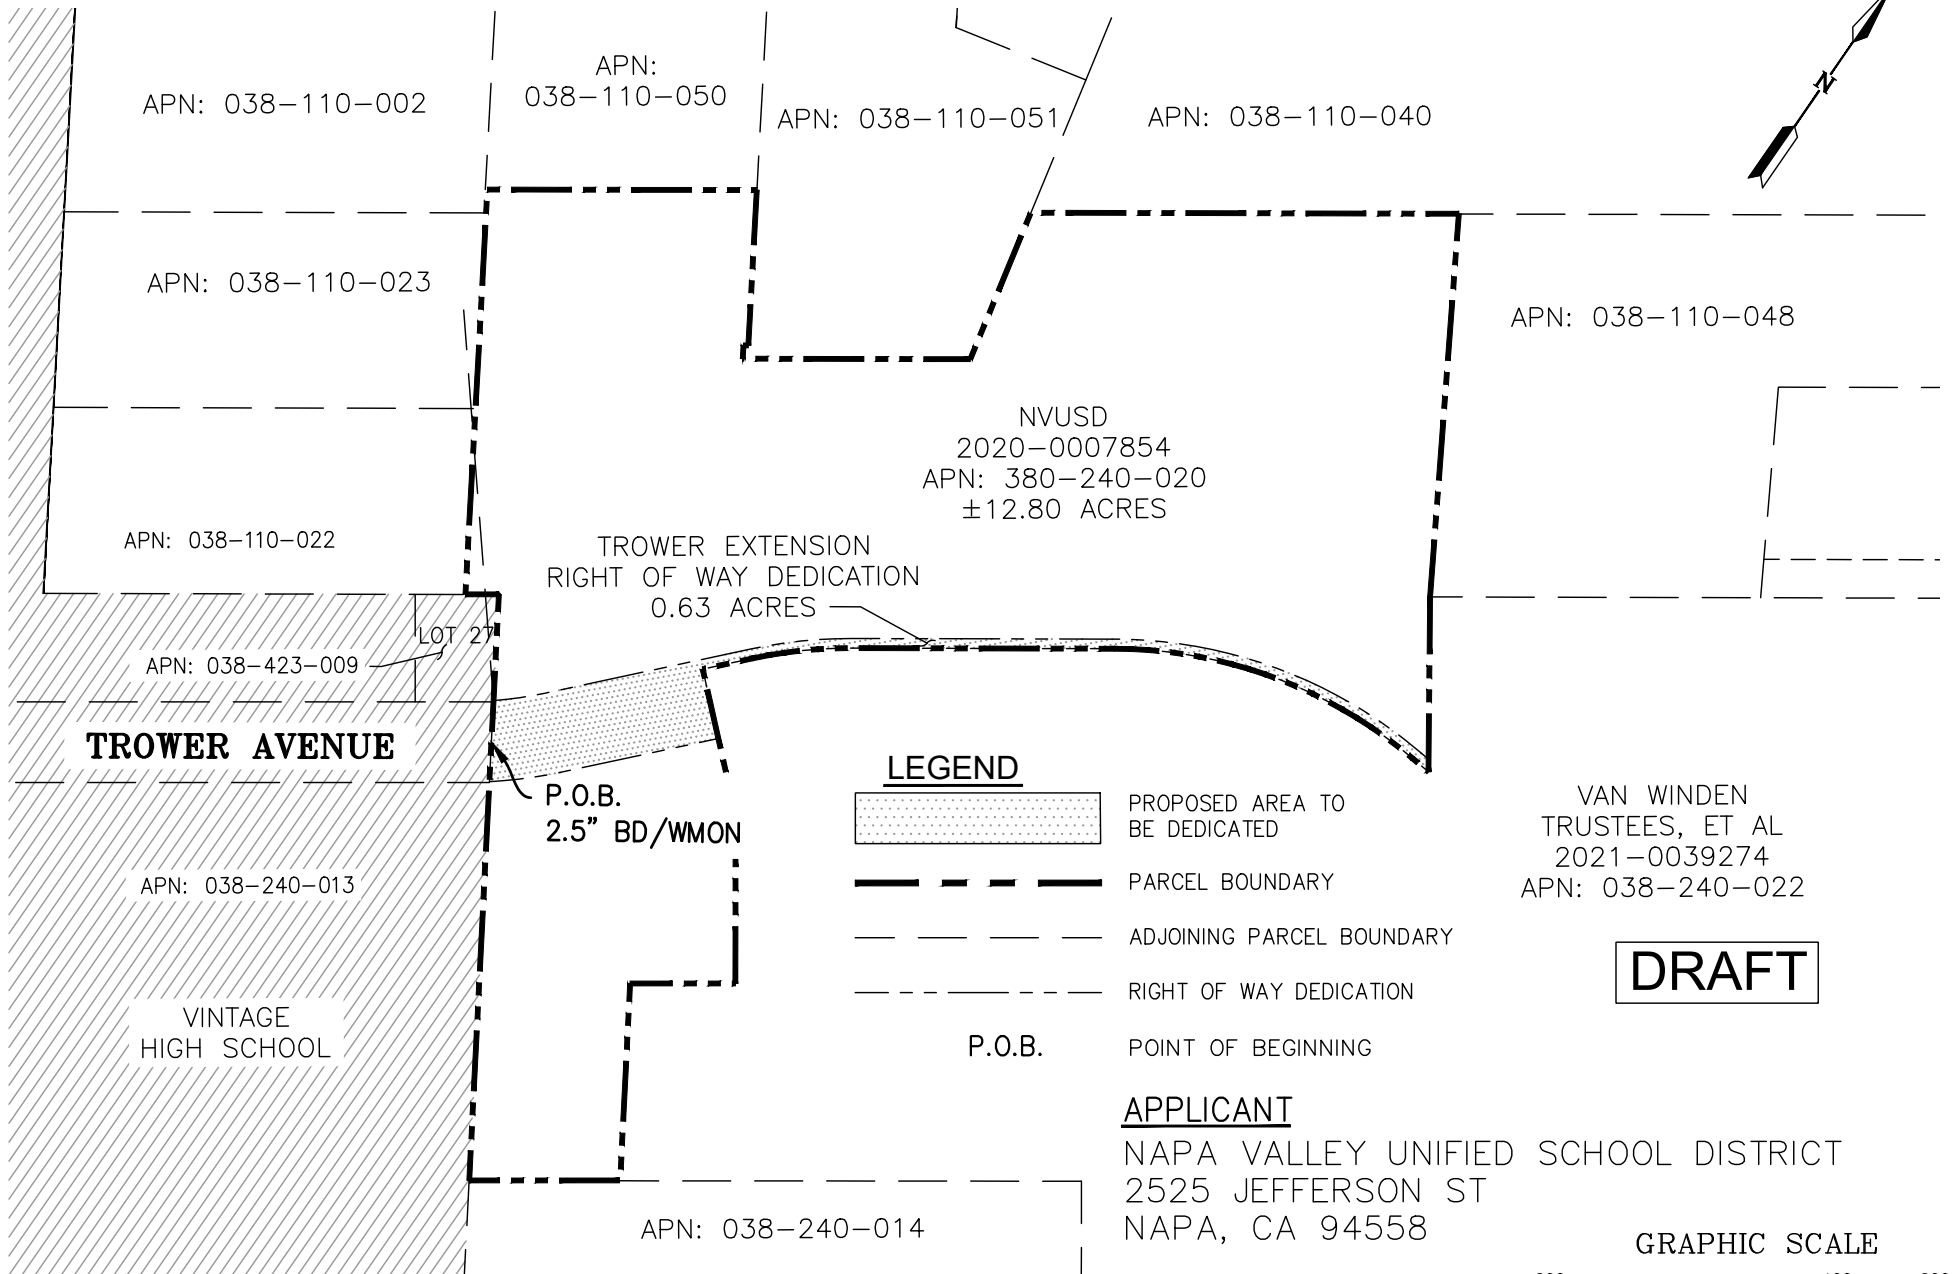 APN: 038-110-002
APN:
038-110-050
APN: 038-110-051
APN: 038-110-040
N
APN: 038-110-023
APN: 038-110-048
NVUSD
2020-0007854
APN: 380-240-020
±12.80 ACRES
APN: 038-110-022
TROWER EXTENSION
RIGHT OF WAY DEDICATION
0.63 ACRES
LOT 27
APN: 038-423-009
TROWER AVENUE
P.O.B.
2.5" BD/WMON
LEGEND
PROPOSED AREA TO
BE DEDICATED
PARCEL BOUNDARY
ADJOINING PARCEL BOUNDARY
RIGHT OF WAY DEDICATION
P.O.B.
POINT OF BEGINNING
VAN WINDEN
TRUSTEES, ET AL
2021-0039274
APN: 038-240-022
DRAFT
APN: 038-240-013
VINTAGE
HIGH SCHOOL
APPLICANT
NAPA VALLEY UNIFIED SCHOOL DISTRICT
2525 JEFFERSON ST
NAPA, CA 94558
APN: 038-240-014
GRAPHIC SCALE